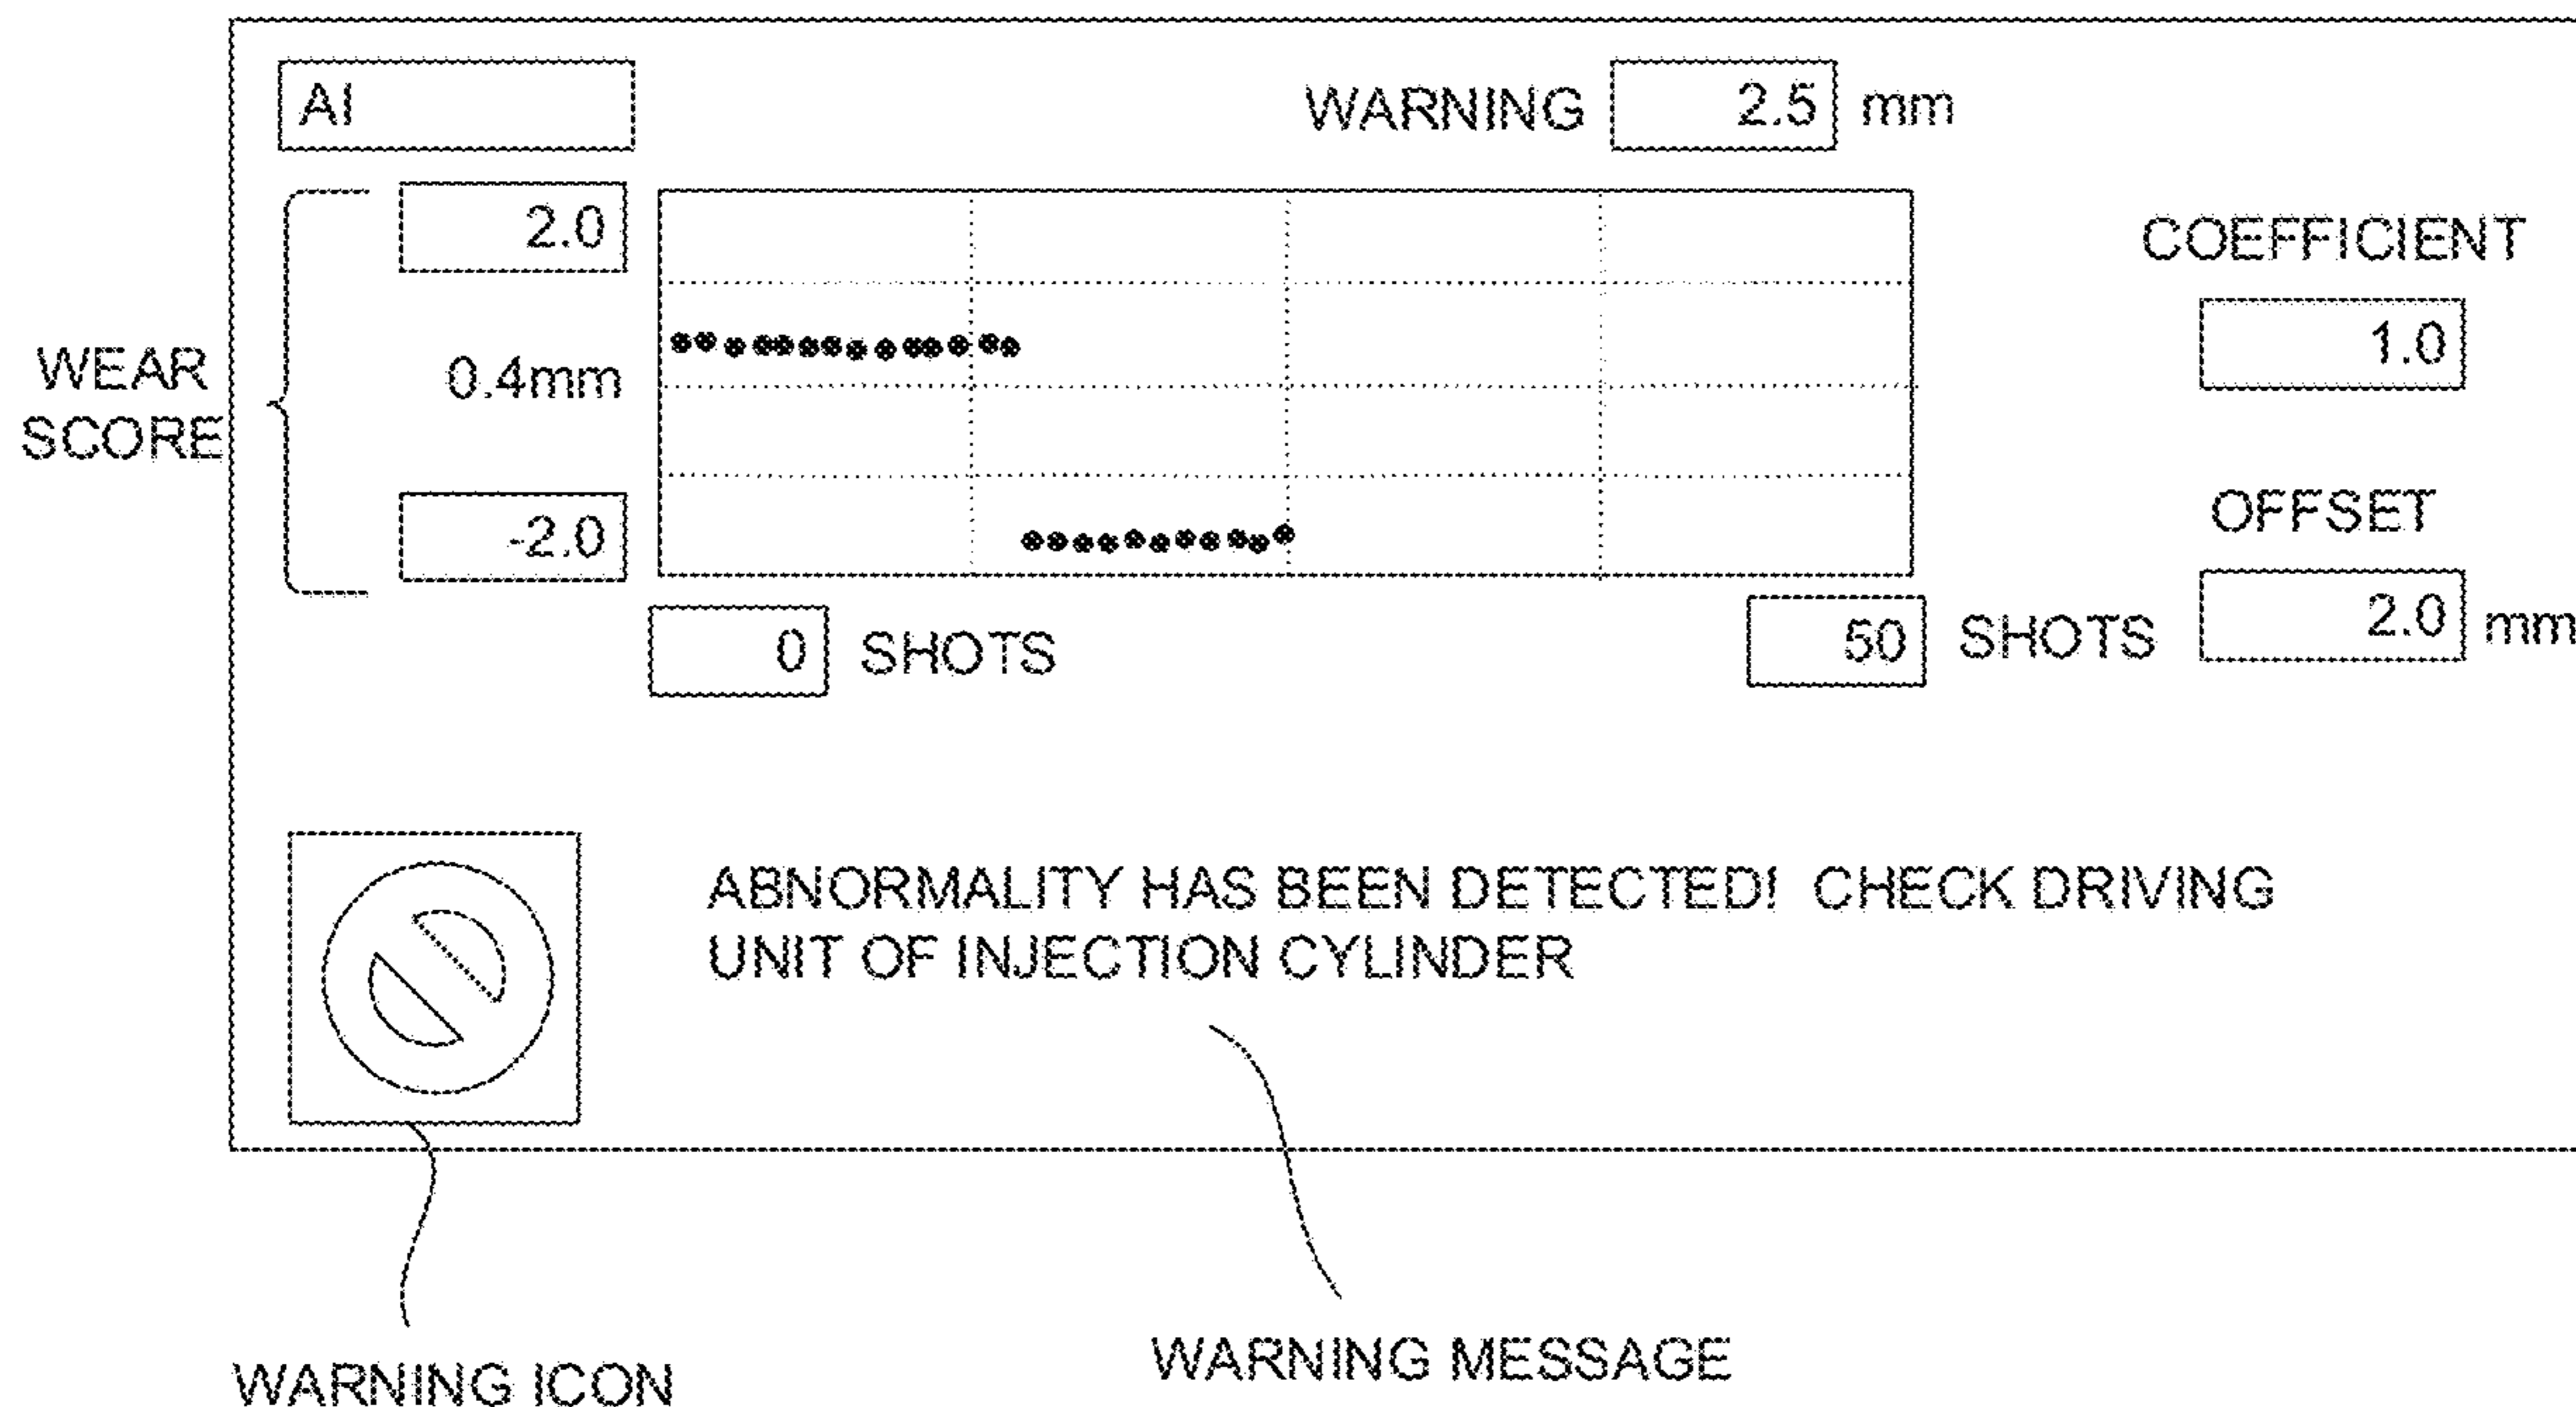 AI
WARNING 2.5 mm
2.0
COEFFICIENT
1.0
WEAR
SCORE
0.4mm
-2.0
OFFSET
2.0 mm
0 SHOTS
50 SHOTS
ABNORMALITY HAS BEEN DETECTED! CHECK DRIVING
UNIT OF INJECTION CYLINDER
WARNING ICON
WARNING MESSAGE